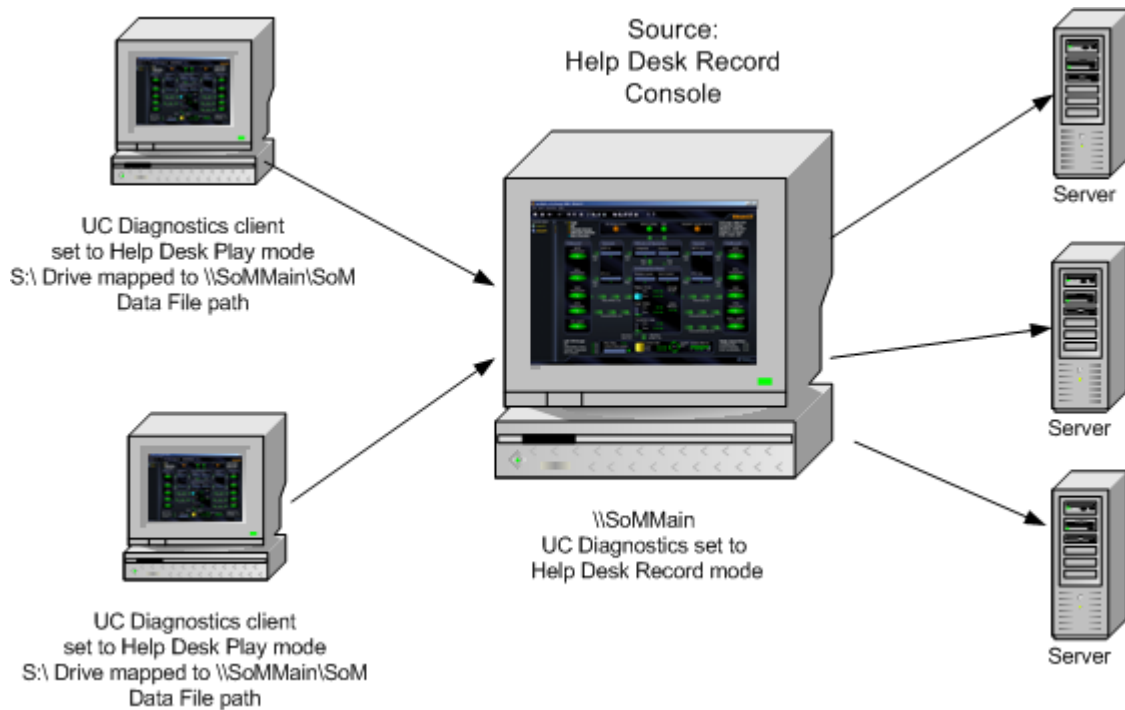 Source:
Help Desk Record
Console
UC Diagnostics client
set to Help Desk Play mode
S:\ Drive mapped to \\SoMMain\SoM
Data File path
Server
Server
\\SoMMain
UC Diagnostics set to
Help Desk Record mode
UC Diagnostics client
set to Help Desk Play mode
S:\ Drive mapped to \\SoMMain\SoM
Data File path
Server